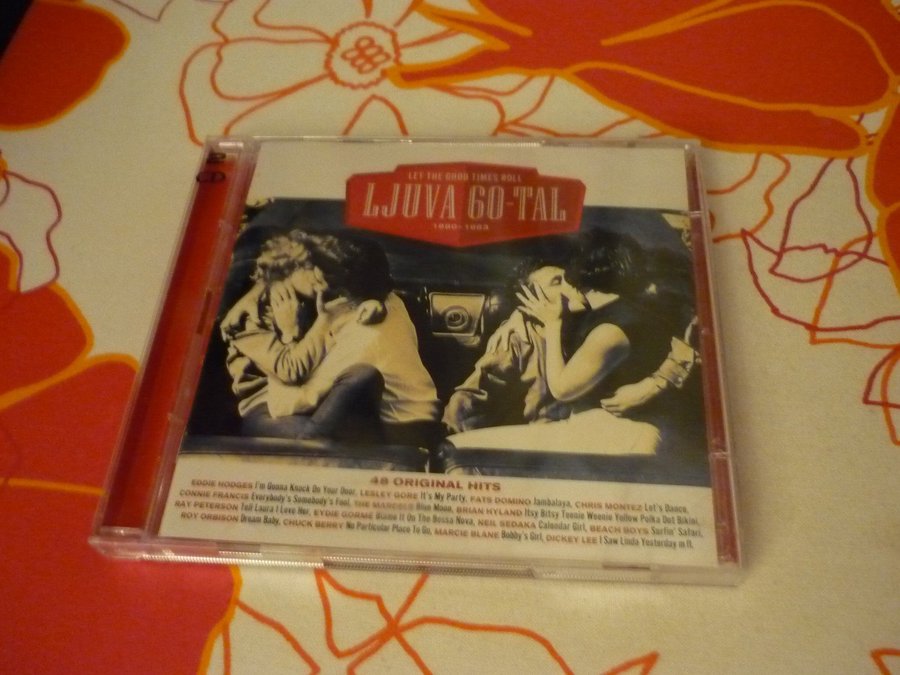 CD
LET THE GOOD TIMES ROLL
LJUVA 60-TAL
1960-1963
48 ORIGINAL HITS
EDDIE HODGES I'm Gonna Knock On Your Door, LESLEY GORE It's My Party, FATS DOMINO Jambalaya, CHRIS MONTEZ Let's Dance,
CONNIE FRANCIS Everybody's Somebody's Fool, THE MARCELS Blue Moon, BRIAN HYLAND Itsy Bitsy Teenie Weenie Yellow Polka Dot Bikini,
RAY PETERSON Tell Laura I Love Her, EYDIE GORME Blame It On The Bossa Nova, NEIL SEDAKA Calendar Girl, BEACH BOYS Surfin' Safari,
ROY ORBISON Dream Baby, CHUCK BERRY No Particular Place To Go, MARCIE BLANE Bobby's Girl, DICKEY LEE I Saw Linda Yesterday m.fl.